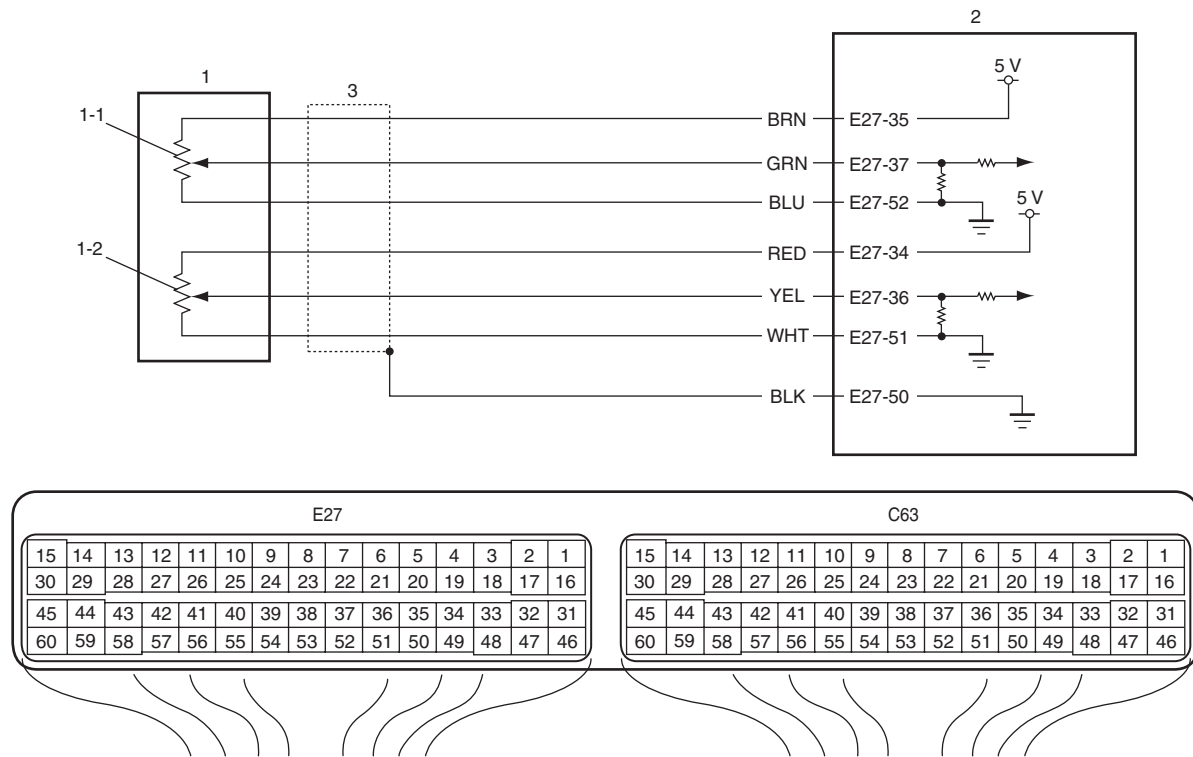 2
1
3
5 V
1-1
BRN E27-35
GRN E27-37
BLU E27-52
5 V
1-2
RED E27-34
YEL E27-36
WHT E27-51
BLK E27-50
E27 C63
15 14 13 12 11 10 9 8 7 6 5 4 3 2 1 15 14 13 12 11 10 9 8 7 6 5 4 3 2 1
30 29 28 27 26 25 24 23 22 21 20 19 18 17 16 30 29 28 27 26 25 24 23 22 21 20 19 18 17 16
45 44 43 42 41 40 39 38 37 36 35 34 33 32 31 45 44 43 42 41 40 39 38 37 36 35 34 33 32 31
60 59 58 57 56 55 54 53 52 51 50 49 48 47 46 60 59 58 57 56 55 54 53 52 51 50 49 48 47 46